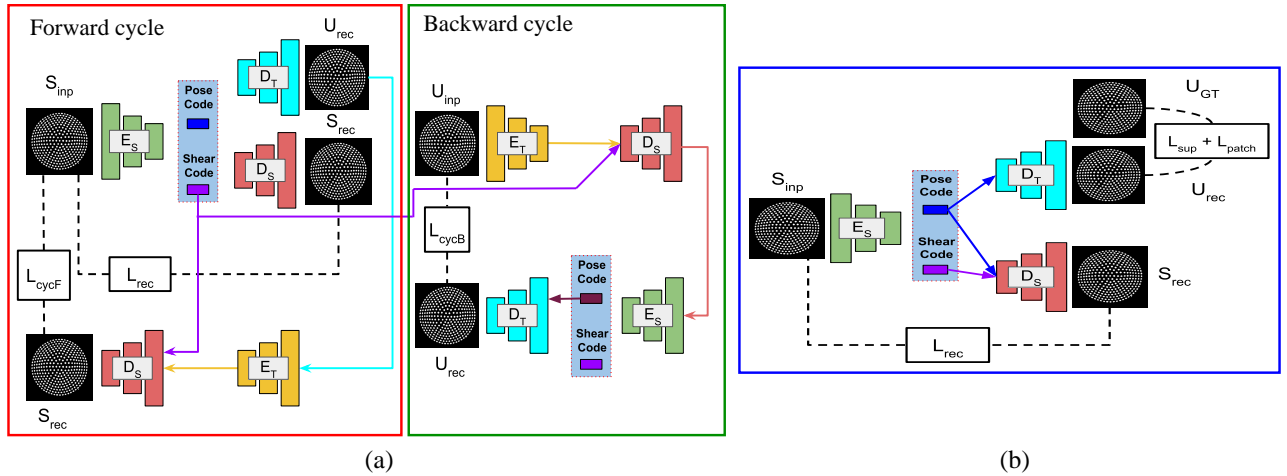 Forward cycle
U_rec
S_inp
D_T
Pose
Code
E_S
S_rec
Shear
Code
D_S
L_cycF
L_rec
D_S
E_T
S_rec
Backward cycle
U_inp
E_T
D_S
L_cycB
Pose
Code
D_T
E_S
Shear
Code
U_rec
(a)
U_GT
L_sup + L_patch
S_inp
Pose
Code
D_T
U_rec
E_S
Shear
Code
D_S
S_rec
L_rec
(b)